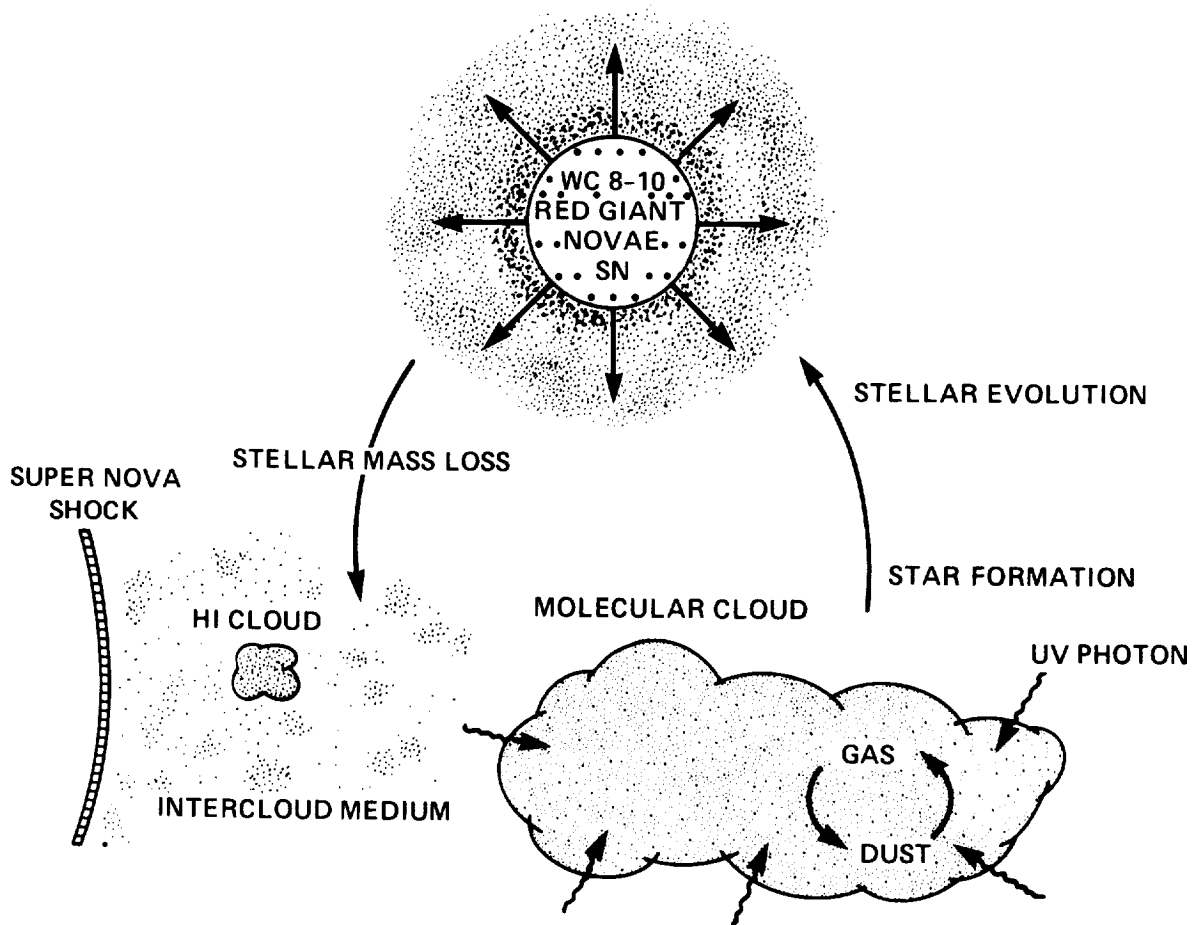 WC 8-10
RED GIANT
NOVAE
SN
STELLAR EVOLUTION
STELLAR MASS LOSS
SUPER NOVA
SHOCK
STAR FORMATION
HI CLOUD
MOLECULAR CLOUD
UV PHOTON
GAS
INTERCLOUD MEDIUM
DUST